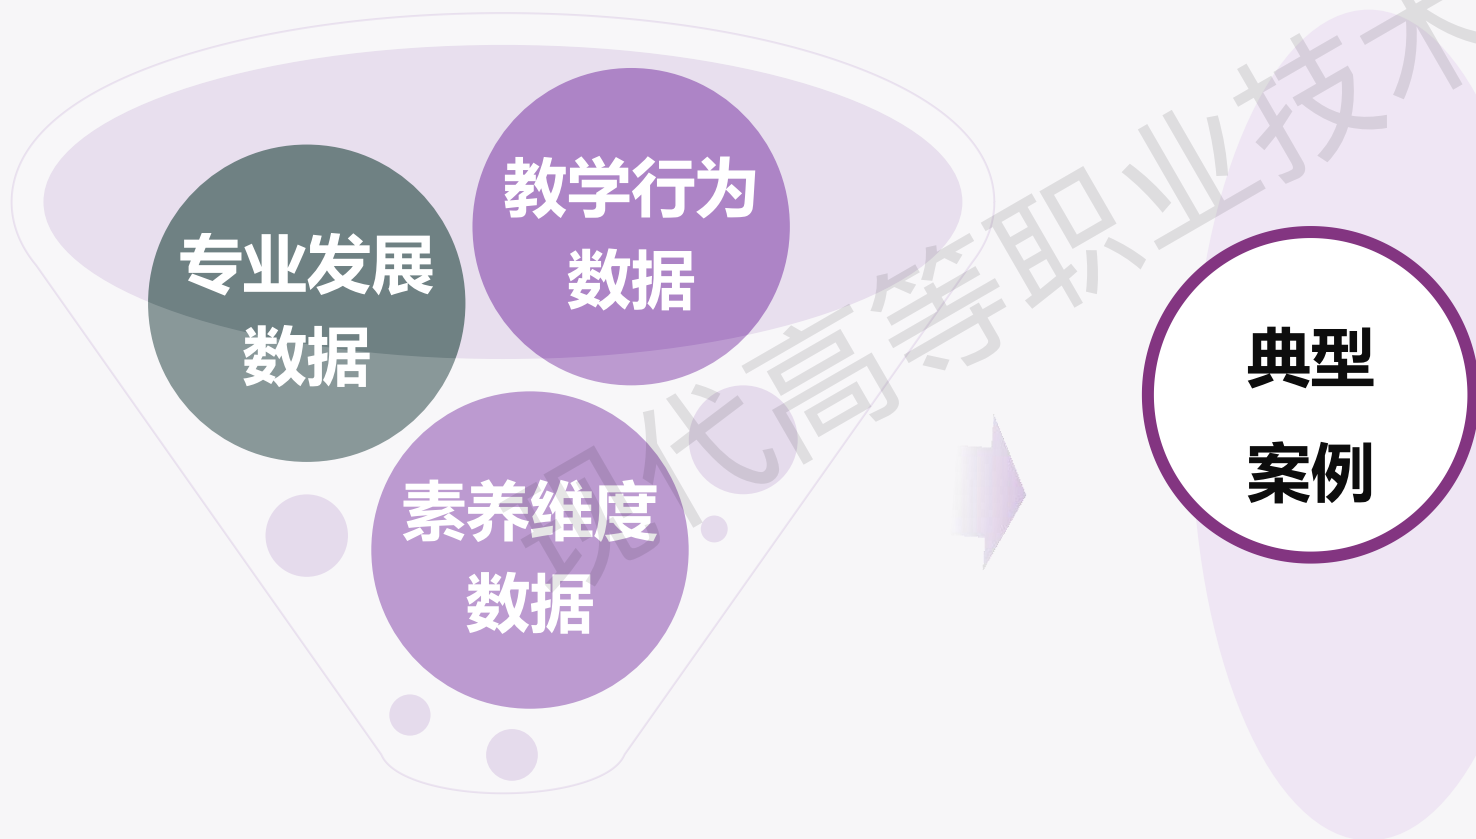 教学行为
数据
专业发展
数据
素养维度
数据
典型
案例
现代高等职业技术